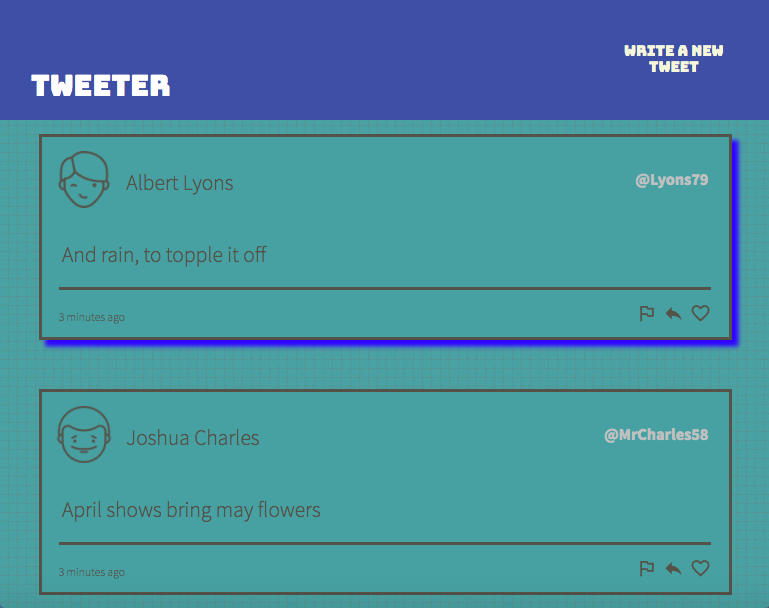 WRITE A NEW
TWEET
TWEETER
Albert Lyons
@Lyons79
And rain, to topple it off
3 minutes ago
Joshua Charles
@MrCharles58
April shows bring may flowers
3 minutes ago